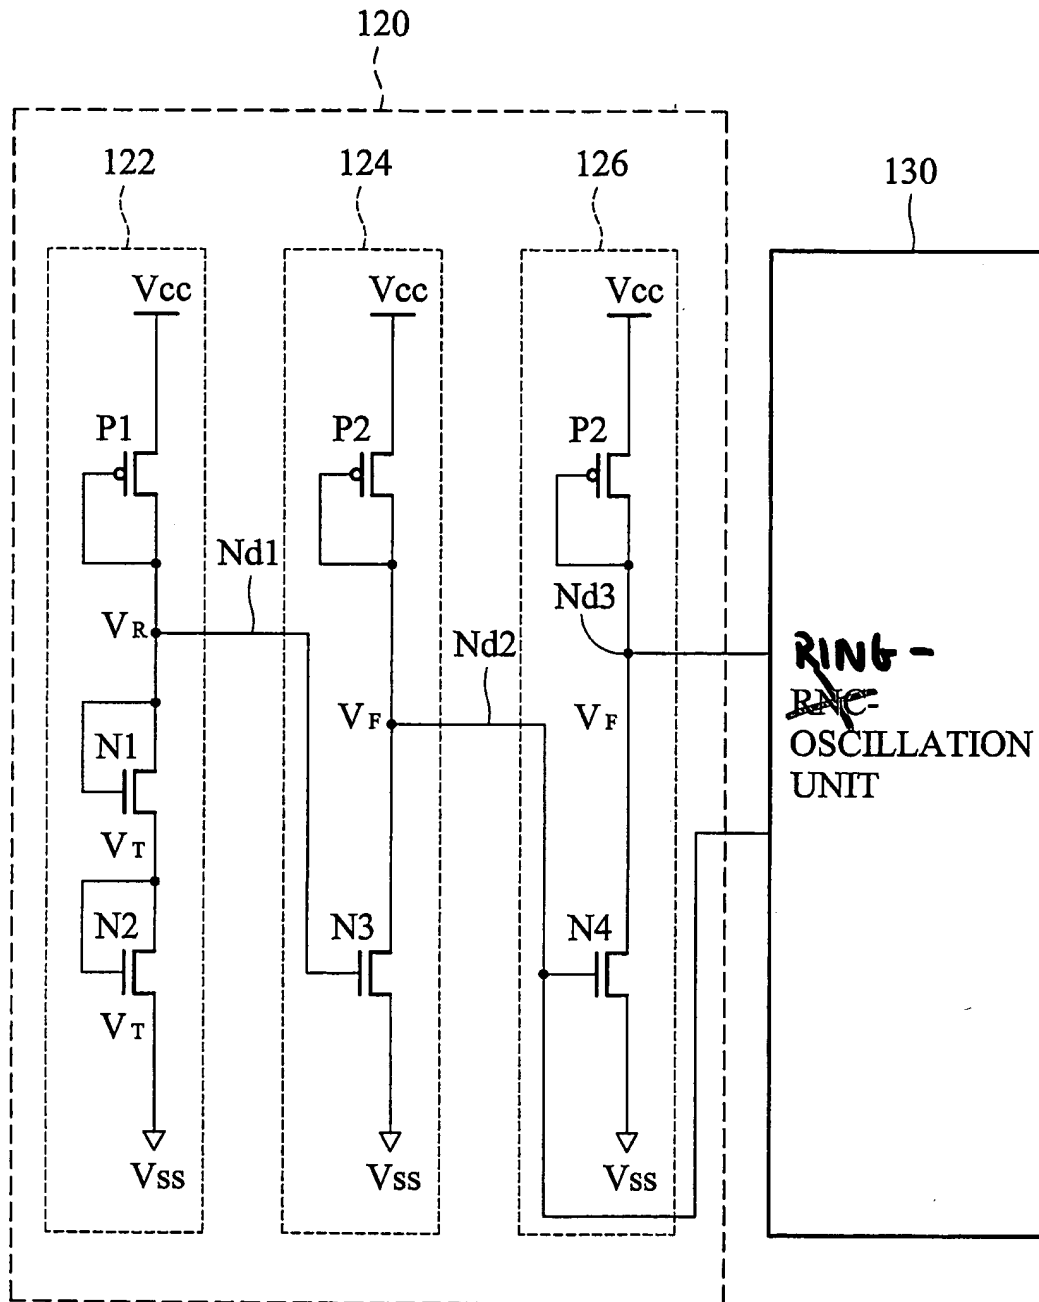 120
122
124
126
130
Vcc
Vcc
Vcc
P1
P2
P2
Nd1
Nd3
VR
Nd2
RING-
RNC-
VF
VF
OSCILLATION
UNIT
N1
VT
N2
N3
N4
VT
Vss
Vss
Vss